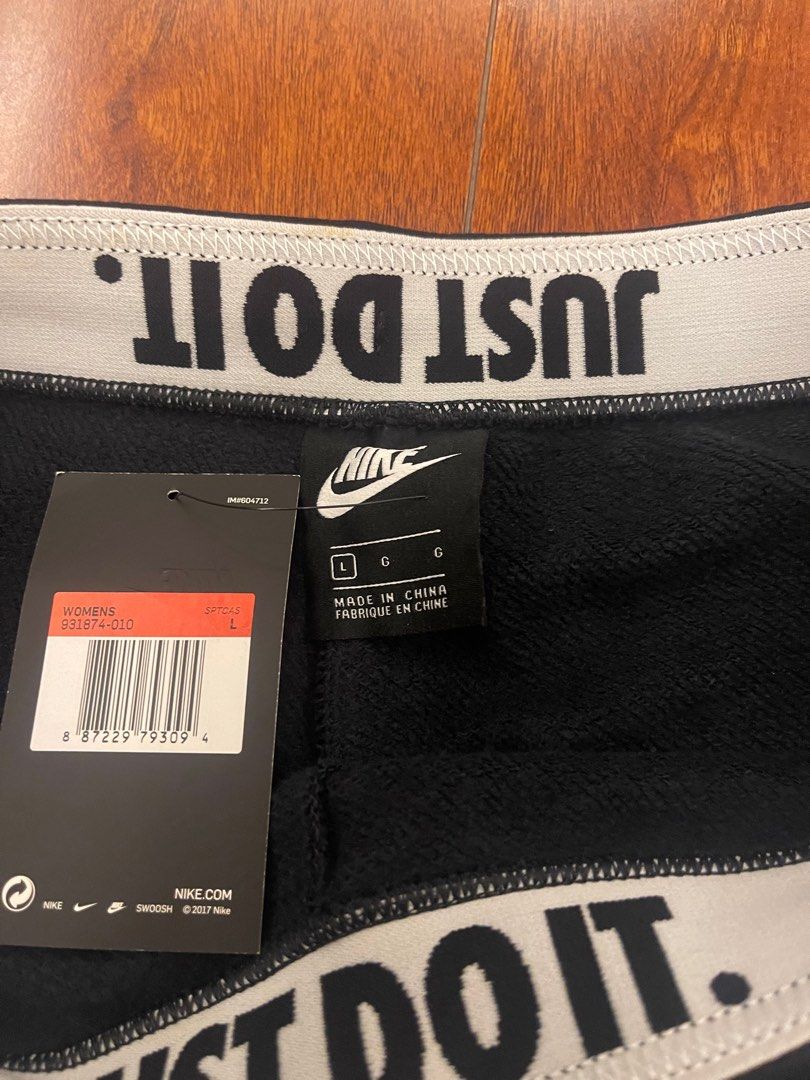 JUST DO IT.
IM#604712
WOMENS SPTCAS
931874-010 L
8 87229 79309 4
NIKE.COM
NIKE SWOOSH © 2017 Nike
NIKE
L G G
MADE IN CHINA
FABRIQUE EN CHINE
JUST DO IT.